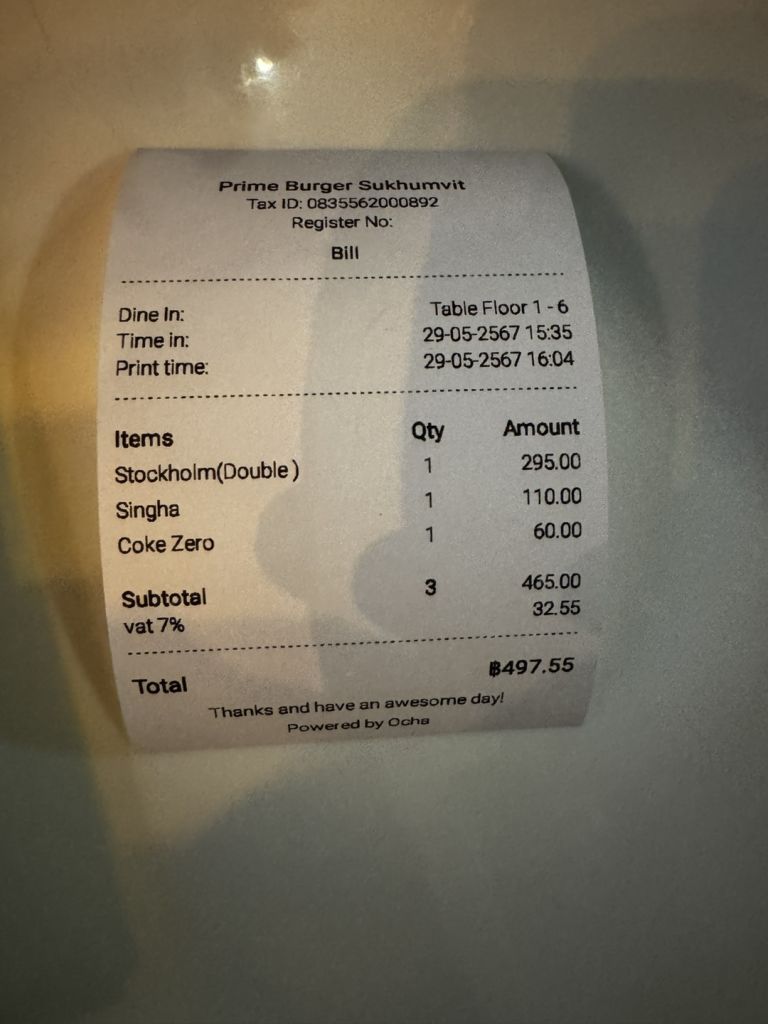 Prime Burger Sukhumvit
Tax ID: 0835562000892
Register No:
Bill
Dine In: Table Floor 1 - 6
Time in: 29-05-2567 15:35
Print time: 29-05-2567 16:04
Items Qty Amount
Stockholm(Double) 1 295.00
Singha 1 110.00
Coke Zero 1 60.00
Subtotal 3 465.00
vat 7% 32.55
Total ฿497.55
Thanks and have an awesome day!
Powered by Ocha